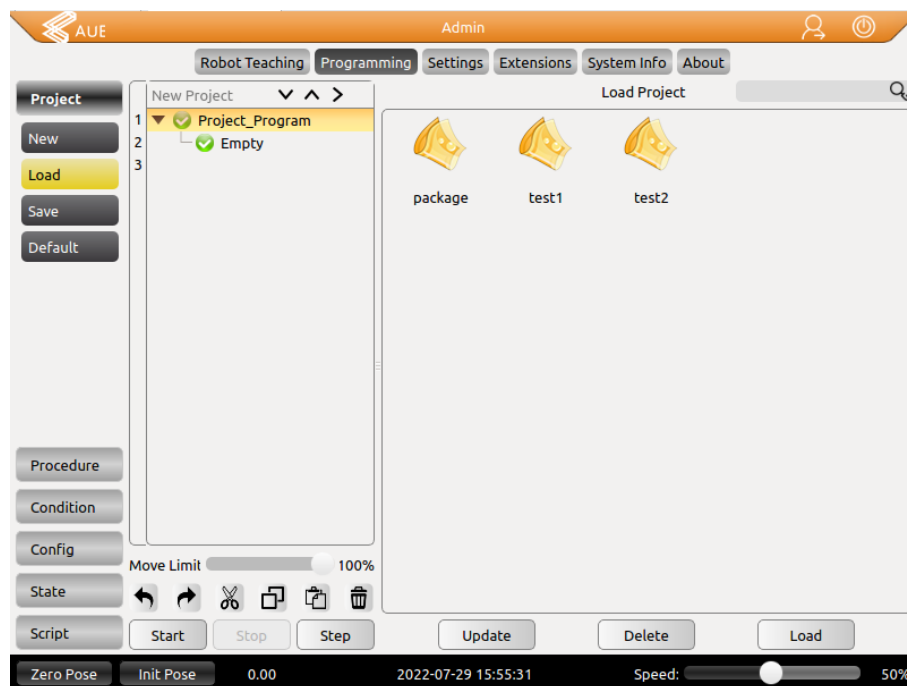 AUE
Admin
Robot Teaching Programming Settings Extensions System Info About
Project
New Project
Load Project
1 Project_Program
2 Empty
3
New
Load
Save
Default
package test1 test2
Procedure
Condition
Config
State
Script
Move Limit 100%
Start Stop Step Update Delete Load
Zero Pose Init Pose 0.00 2022-07-29 15:55:31 Speed: 50%